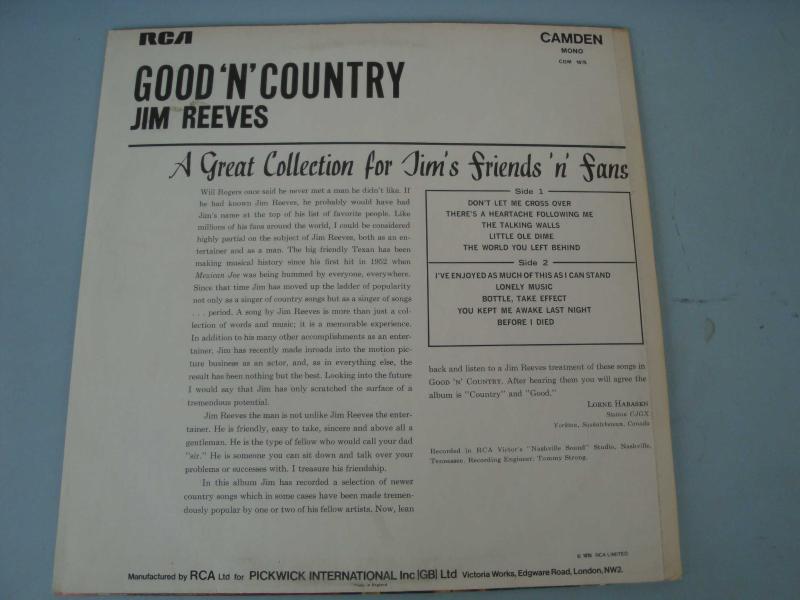 RCA
CAMDEN
MONO
CDM
GOOD 'N' COUNTRY
JIM REEVES
A Great Collection for Jim's Friends 'n' Fans
Will Rogers once said he never met a man he didn't like. If
he had known Jim Reeves, he probably would have had
Jim's name at the top of his list of favorite people. Like
millions of his fans around the world, I could be considered
highly partial on the subject of Jim Reeves, both as an en-
tertainer and as a man. The big friendly Texan has been
making musical history since his first hit in 1952 when
Mexican Joe was being hummed by everyone, everywhere.
Since that time Jim has moved up the ladder of popularity
not only as a singer of country songs but as a singer of songs
. . . period. A song by Jim Reeves is more than just a col-
lection of words and music; it is a memorable experience.
In addition to his many other accomplishments as an enter-
tainer, Jim has recently made inroads into the motion pic-
ture business as an actor, and, as in everything else, the
result has been nothing but the best. Looking into the future
I would say that Jim has only scratched the surface of a
tremendous potential.
Jim Reeves the man is not unlike Jim Reeves the enter-
tainer. He is friendly, easy to take, sincere and above all a
gentleman. He is the type of fellow who would call your dad
"sir." He is someone you can sit down and talk over your
problems or successes with. I treasure his friendship.
In this album Jim has recorded a selection of newer
country songs which in some cases have been made tremen-
dously popular by one or two of his fellow artists. Now, lean
Side 1
DON'T LET ME CROSS OVER
THERE'S A HEARTACHE FOLLOWING ME
THE TALKING WALLS
LITTLE OLE DIME
THE WORLD YOU LEFT BEHIND
Side 2
I'VE ENJOYED AS MUCH OF THIS AS I CAN STAND
LONELY MUSIC
BOTTLE, TAKE EFFECT
YOU KEPT ME AWAKE LAST NIGHT
BEFORE I DIED
back and listen to a Jim Reeves treatment of these songs in
GOOD 'N' COUNTRY. After hearing them you will agree the
album is "Country" and "Good."
LORNE HARASEN
Station CJGX
Yorkton, Saskatchewan, Canada
Recorded in RCA Victor's "Nashville Sound" Studio, Nashville,
Tennessee. Recording Engineer: Tommy Strong.
RCA LIMITED
Manufactured by RCA Ltd for PICKWICK INTERNATIONAL Inc (GB) Ltd Victoria Works, Edgware Road, London, NW2.
Made in England